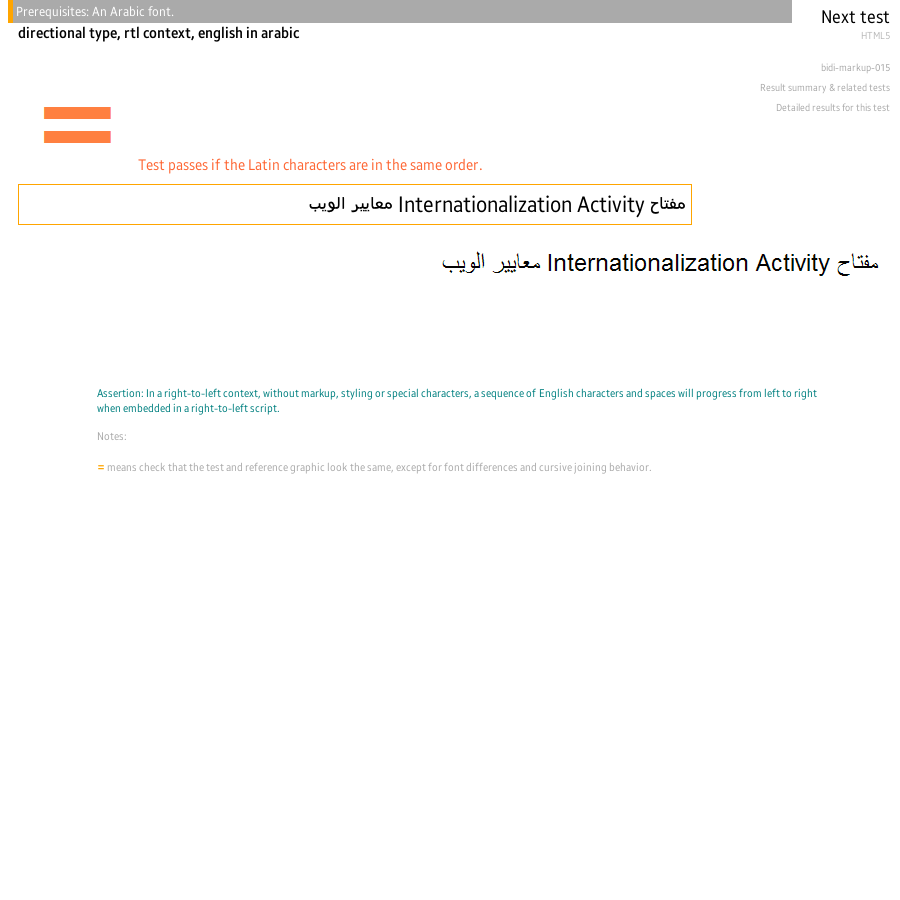 Prerequisites: An Arabic font.
Next test
directional type, rtl context, english in arabic
HTML5
bidi-markup-015
Result summary & related tests
Detailed results for this test
Test passes if the Latin characters are in the same order.
مفتاح Internationalization Activity معايير الويب
مفتاح Internationalization Activity معايير الويب
Assertion: In a right-to-left context, without markup, styling or special characters, a sequence of English characters and spaces will progress from left to right
when embedded in a right-to-left script.
Notes:
= means check that the test and reference graphic look the same, except for font differences and cursive joining behavior.